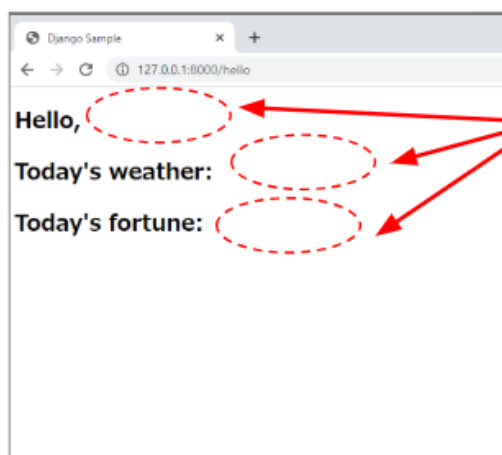 Django Sample
127.0.0.1:8000/hello
Hello,
Today's weather:
Today's fortune: